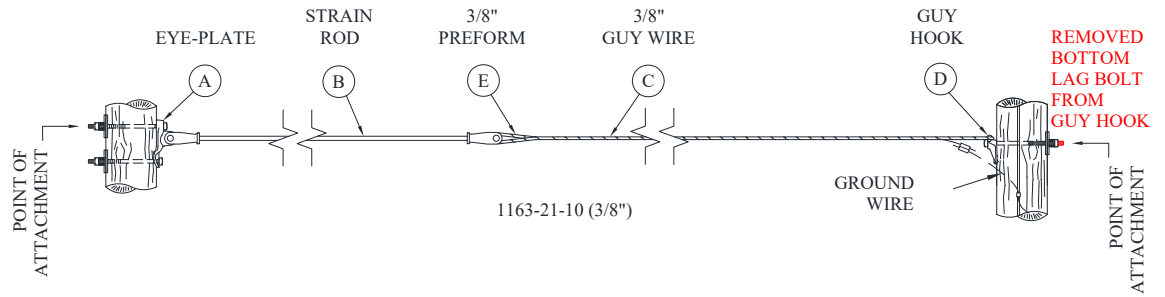 EYE-PLATE
A
STRAIN
ROD
B
3/8"
PREFORM
E
3/8"
GUY WIRE
C
GUY
HOOK
D
REMOVED
BOTTOM
LAG BOLT
FROM
GUY HOOK
POINT OF
ATTACHMENT
1163-21-10 (3/8")
GROUND
WIRE
POINT OF
ATTACHMENT